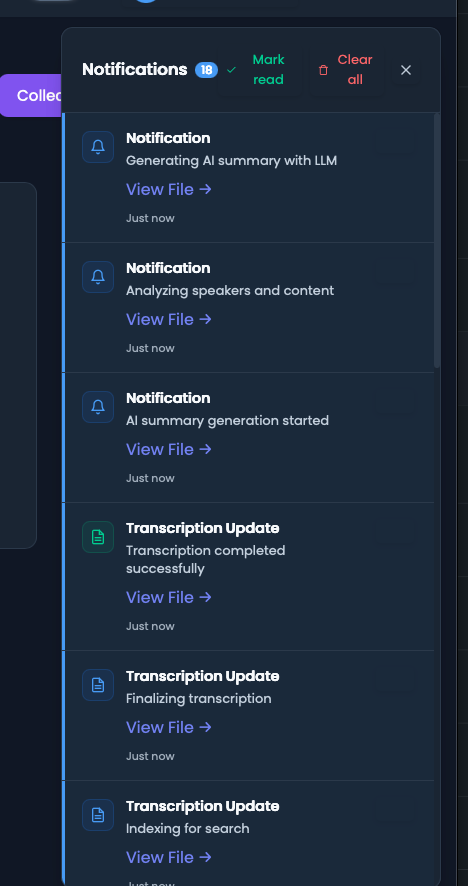 Collec
Notifications 18 Mark read Clear all
Notification
Generating AI summary with LLM
View File →
Just now
Notification
Analyzing speakers and content
View File →
Just now
Notification
AI summary generation started
View File →
Just now
Transcription Update
Transcription completed
successfully
View File →
Just now
Transcription Update
Finalizing transcription
View File →
Just now
Transcription Update
Indexing for search
View File →
Just now